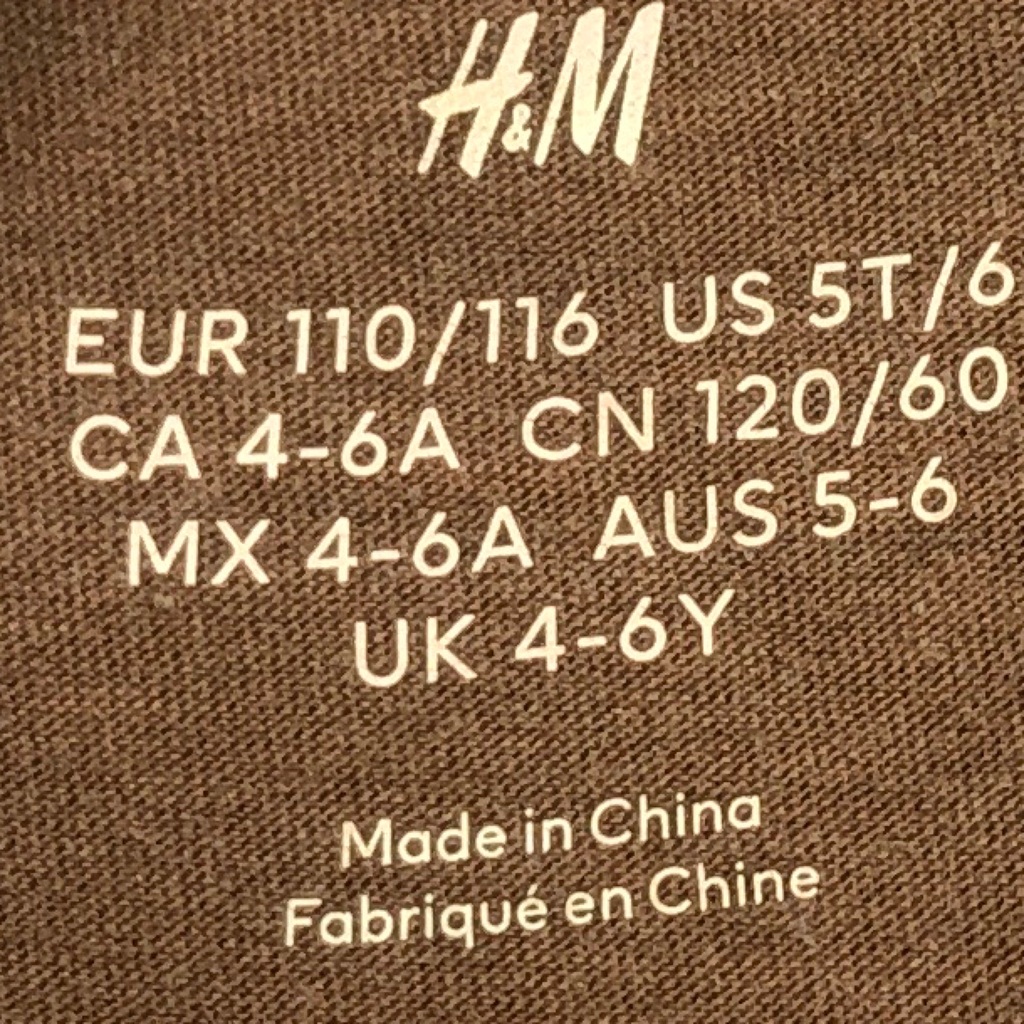 H&M
EUR 110/116 US 5T/6
CA 4-6A CN 120/60
MX 4-6A AUS 5-6
UK 4-6Y
Made in China
Fabriqué en Chine